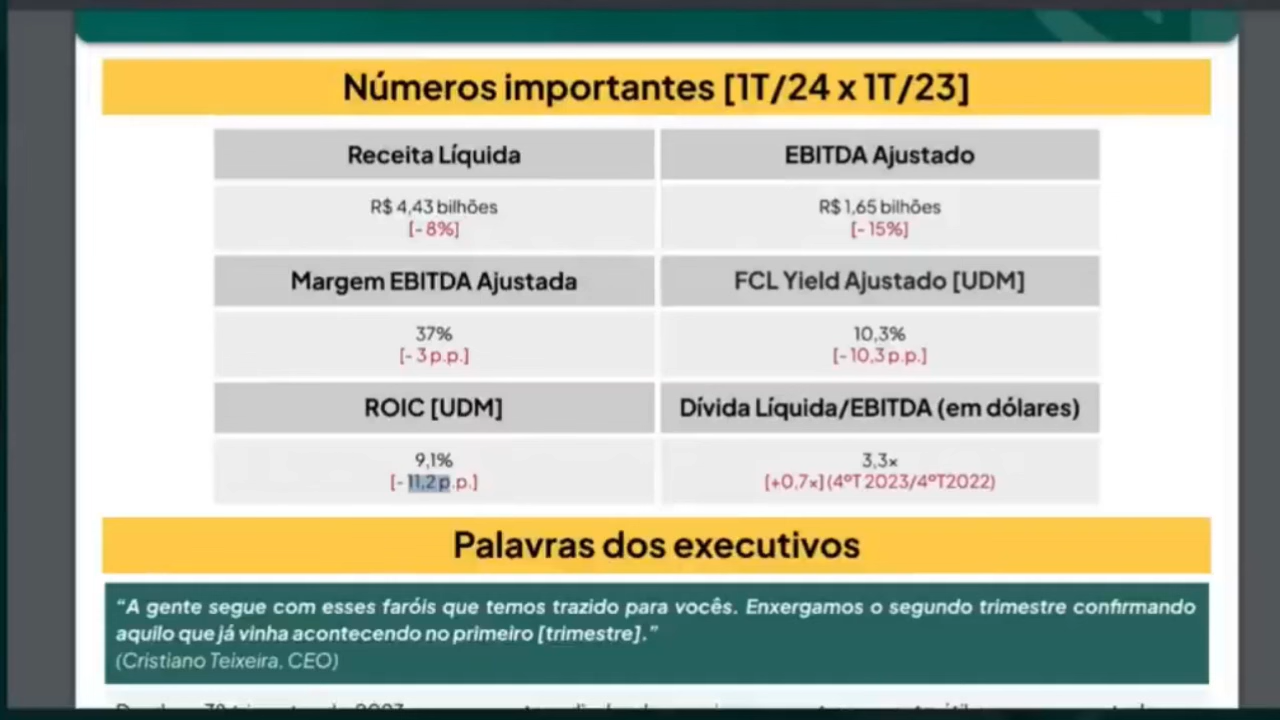 Números importantes [1T/24 x 1T/23]
Receita Líquida
EBITDA Ajustado
R$ 4,43 bilhões
[- 8%]
R$ 1,65 bilhões
[- 15%]
Margem EBITDA Ajustada
FCL Yield Ajustado [UDM]
37%
[- 3 p.p.]
10,3%
[- 10,3 p.p.]
ROIC [UDM]
Dívida Líquida/EBITDA (em dólares)
9,1%
[- 11,2 p.p.]
3,3x
[+0,7x] (4ºT 2023/4ºT2022)
Palavras dos executivos
“A gente segue com esses faróis que temos trazido para vocês. Enxergamos o segundo trimestre confirmando
aquilo que já vinha acontecendo no primeiro [trimestre].”
(Cristiano Teixeira, CEO)